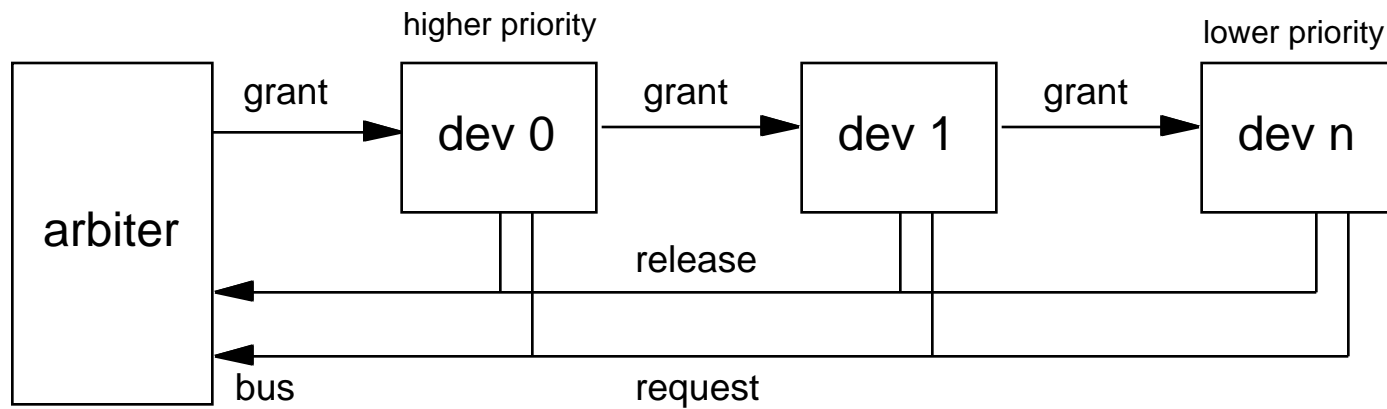 higher priority
lower priority
grant
grant
grant
dev 0
dev 1
dev n
arbiter
release
bus
request